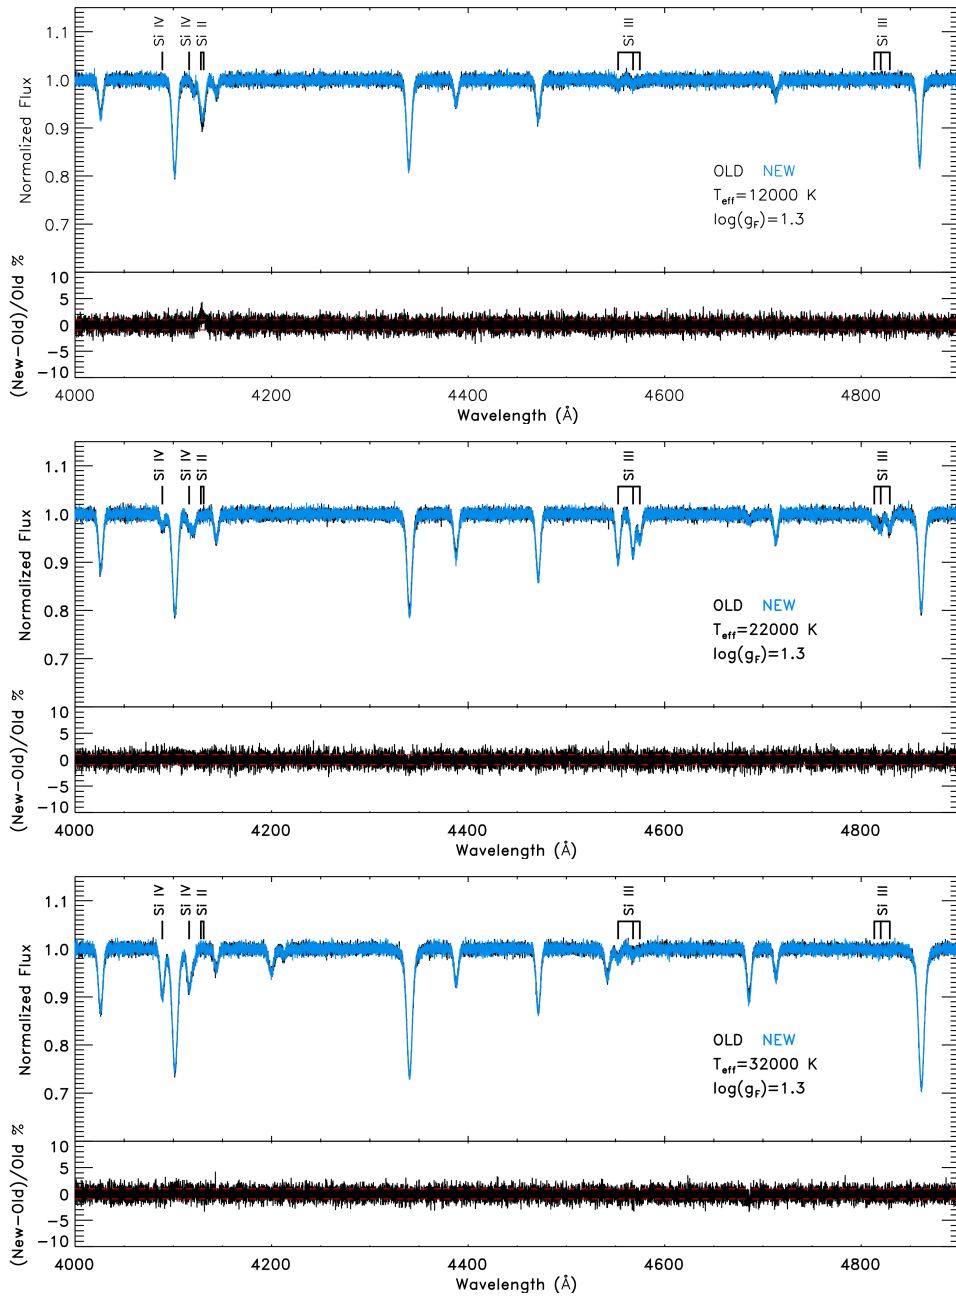 Si IV Si IV Si II Si III Si III
1.1
1.0
0.9
0.8
0.7
Normalized Flux
OLD NEW
Teff=12000 K
log(gF)=1.3
10
5
0
−5
−10
(New−Old)/Old %
4000 4200 4400 4600 4800
Wavelength (Å)
Si IV Si IV Si II Si III Si III
1.1
1.0
0.9
0.8
0.7
Normalized Flux
OLD NEW
Teff=22000 K
log(gF)=1.3
10
5
0
−5
−10
(New−Old)/Old %
4000 4200 4400 4600 4800
Wavelength (Å)
Si IV Si IV Si II Si III Si III
1.1
1.0
0.9
0.8
0.7
Normalized Flux
OLD NEW
Teff=32000 K
log(gF)=1.3
10
5
0
−5
−10
(New−Old)/Old %
4000 4200 4400 4600 4800
Wavelength (Å)